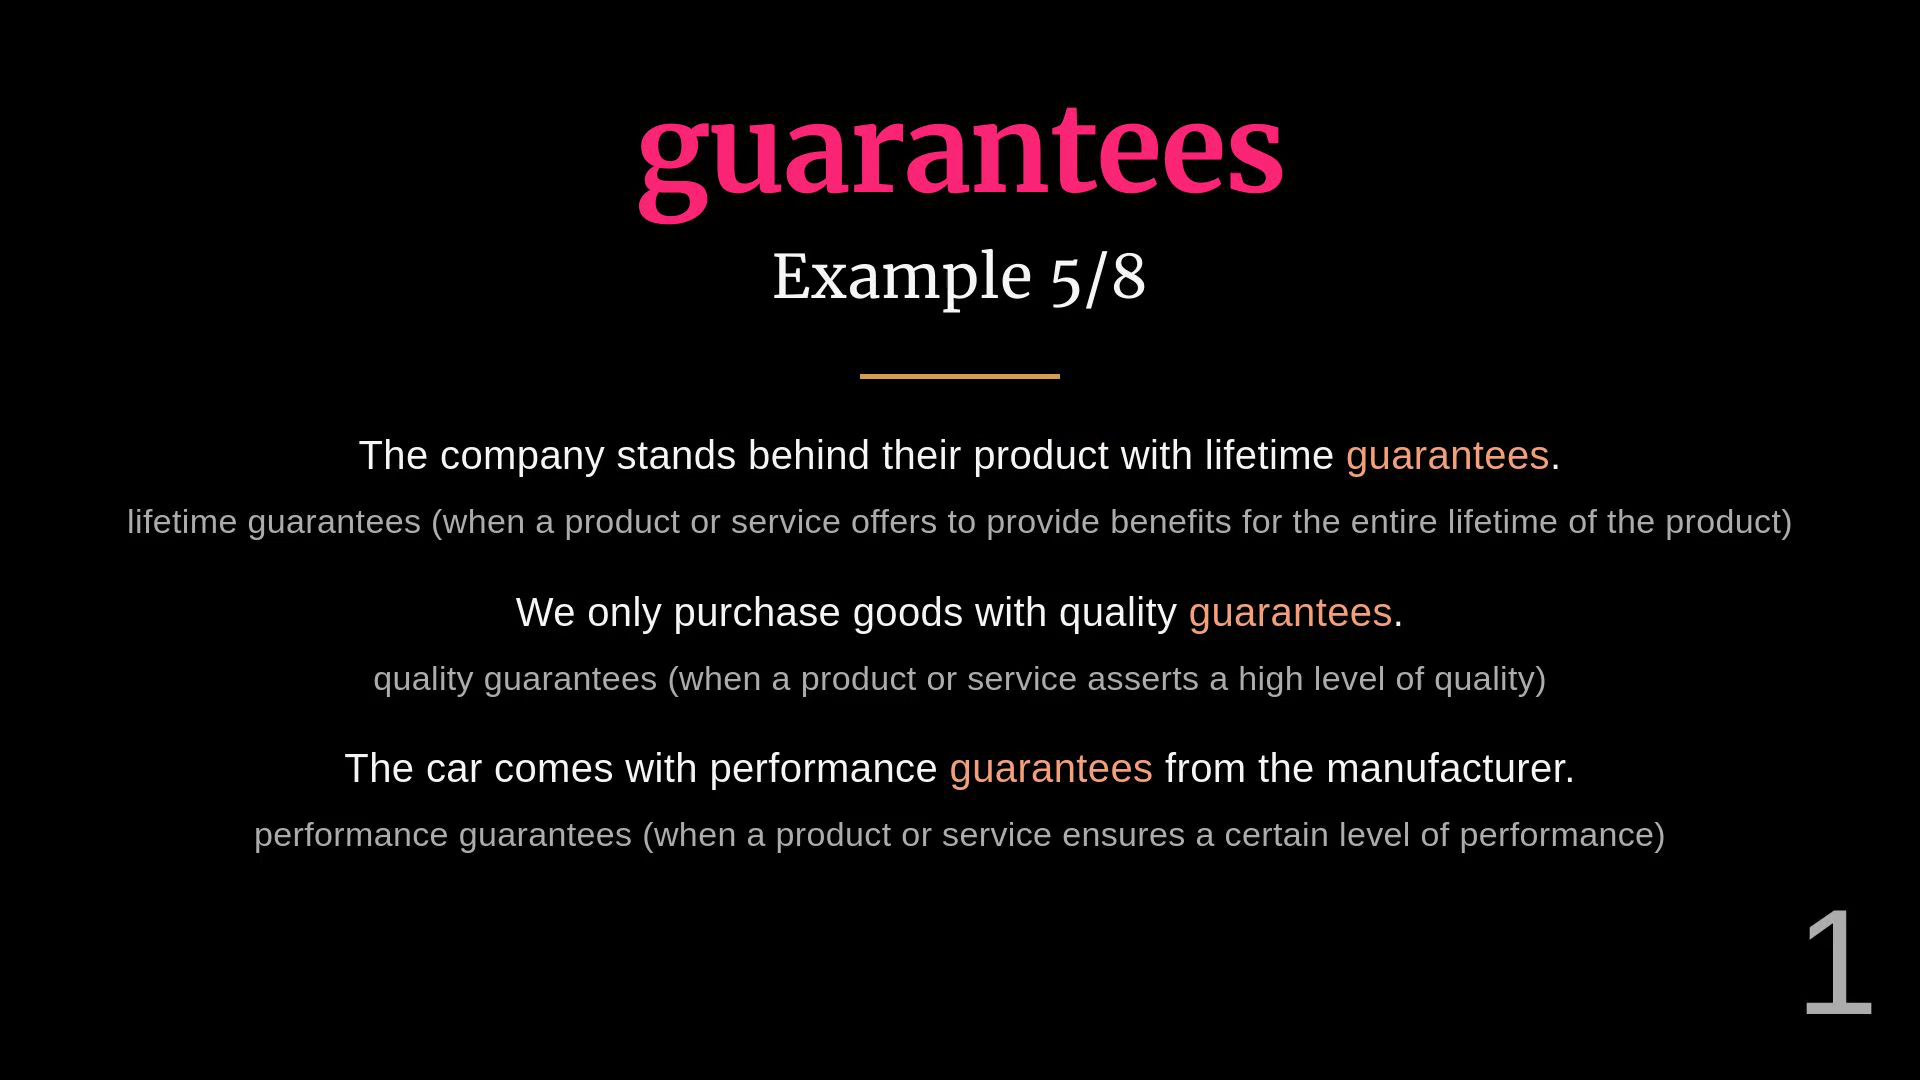 guarantees
Example 5/8
The company stands behind their product with lifetime guarantees.
lifetime guarantees (when a product or service offers to provide benefits for the entire lifetime of the product)
We only purchase goods with quality guarantees.
quality guarantees (when a product or service asserts a high level of quality)
The car comes with performance guarantees from the manufacturer.
performance guarantees (when a product or service ensures a certain level of performance)
1